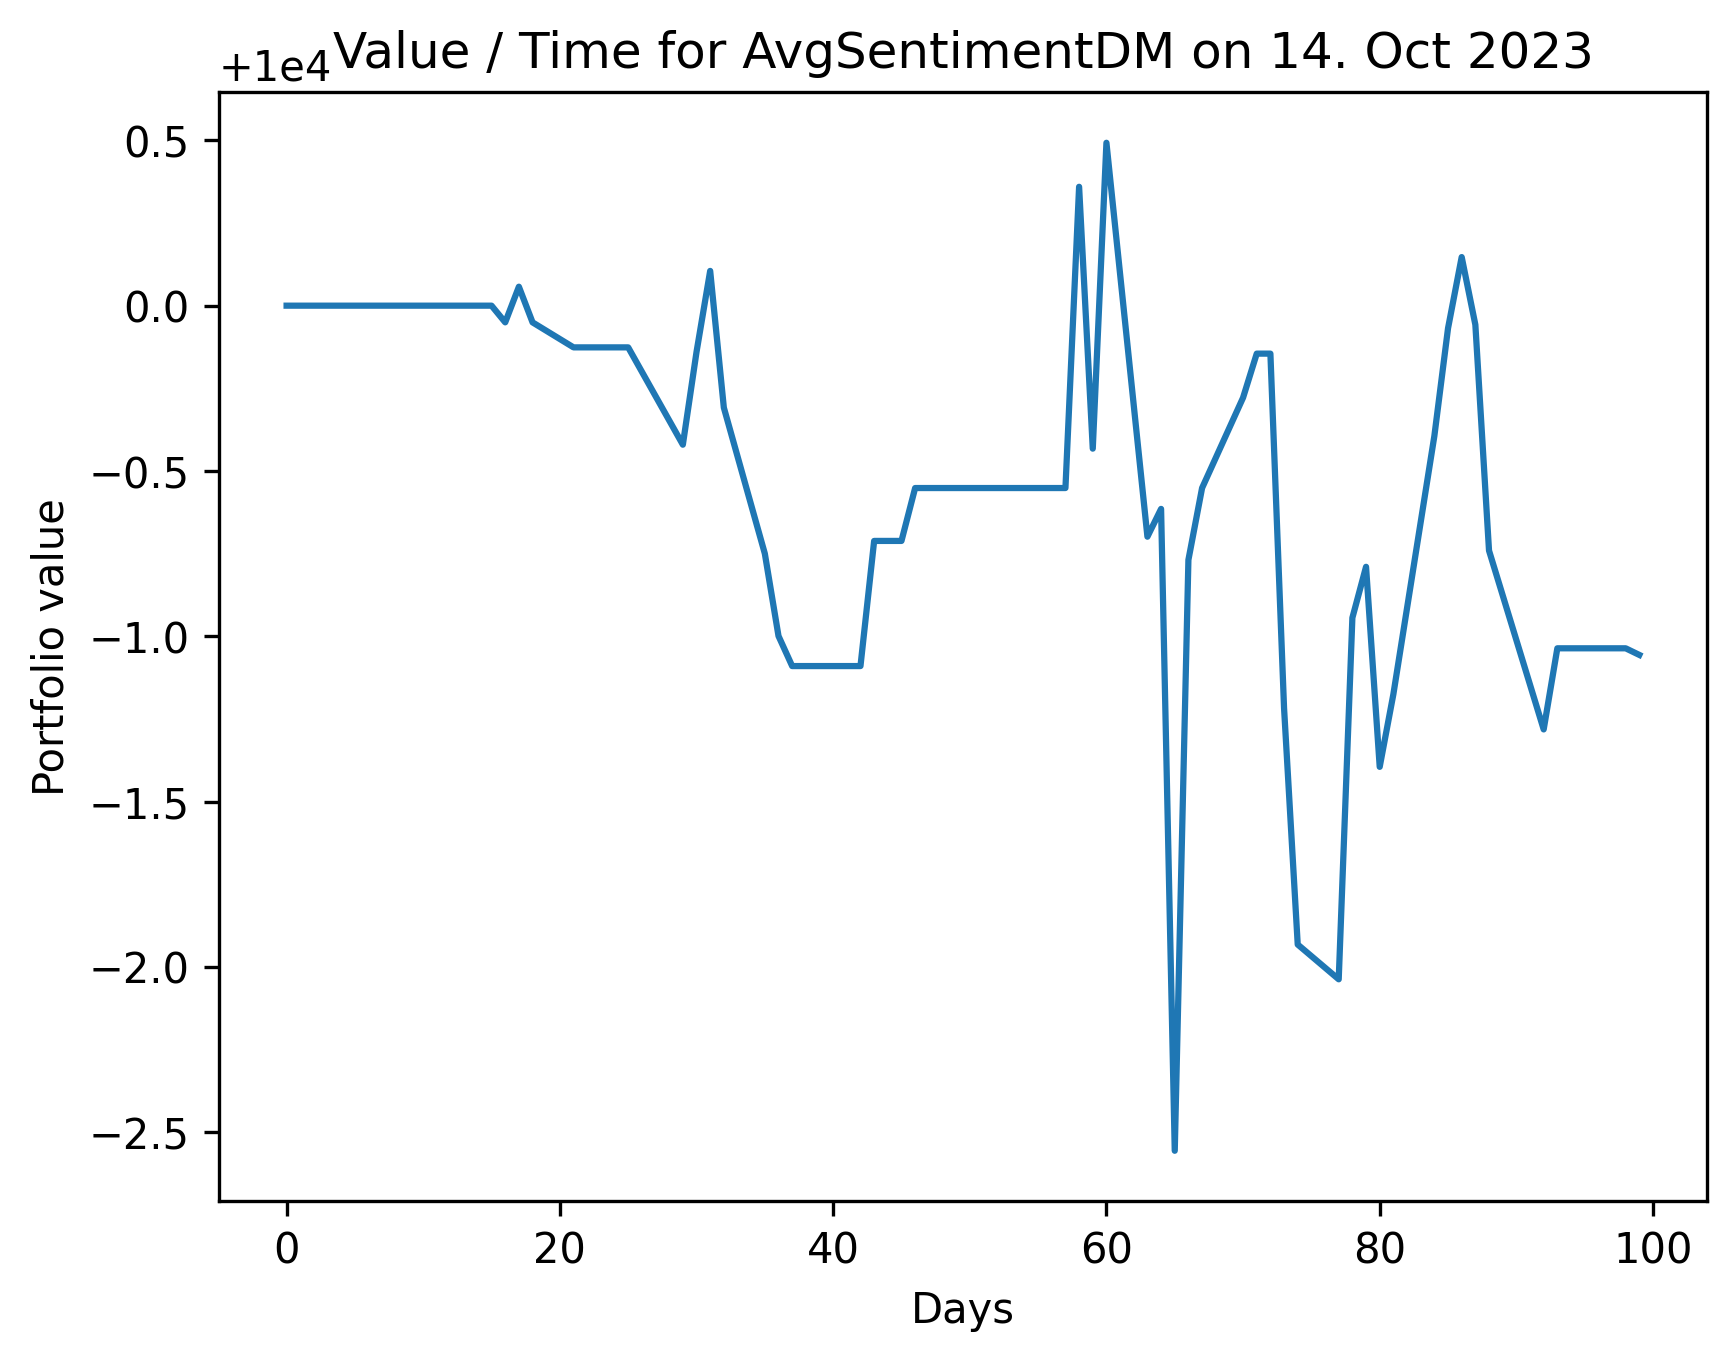 Value / Time for AvgSentimentDM on 14. Oct 2023
+1e4
0.5
0.0
−0.5
−1.0
−1.5
−2.0
−2.5
Portfolio value
0 20 40 60 80 100
Days